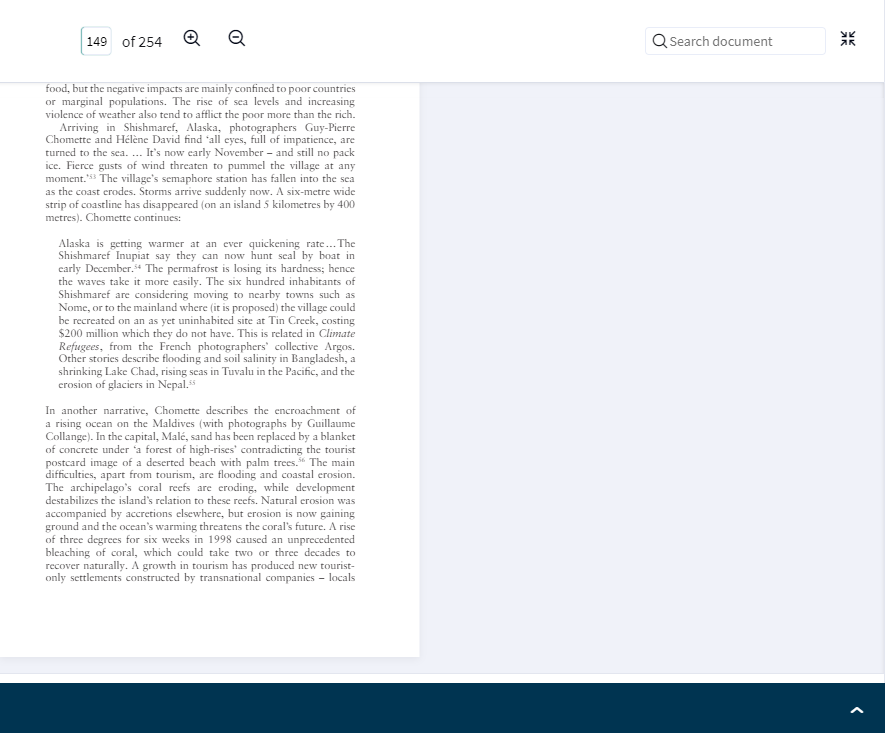 149 of 254
Search document
food, but the negative impacts are mainly confined to poor countries
or marginal populations. The rise of sea levels and increasing
violence of weather also tend to afflict the poor more than the rich.
Arriving in Shishmaref, Alaska, photographers Guy-Pierre
Chomette and Hélène David find ‘all eyes, full of impatience, are
turned to the sea. … It’s now early November – and still no pack
ice. Fierce gusts of wind threaten to pummel the village at any
moment.’⁵³ The village’s semaphore station has fallen into the sea
as the coast erodes. Storms arrive suddenly now. A six-metre wide
strip of coastline has disappeared (on an island 5 kilometres by 400
metres). Chomette continues:
Alaska is getting warmer at an ever quickening rate…The
Shishmaref Inupiat say they can now hunt seal by boat in
early December.⁵⁴ The permafrost is losing its hardness; hence
the waves take it more easily. The six hundred inhabitants of
Shishmaref are considering moving to nearby towns such as
Nome, or to the mainland where (it is proposed) the village could
be recreated on an as yet uninhabited site at Tin Creek, costing
$200 million which they do not have. This is related in Climate
Refugees, from the French photographers’ collective Argos.
Other stories describe flooding and soil salinity in Bangladesh, a
shrinking Lake Chad, rising seas in Tuvalu in the Pacific, and the
erosion of glaciers in Nepal.⁵⁵
In another narrative, Chomette describes the encroachment of
a rising ocean on the Maldives (with photographs by Guillaume
Collange). In the capital, Malé, sand has been replaced by a blanket
of concrete under ‘a forest of high-rises’ contradicting the tourist
postcard image of a deserted beach with palm trees.⁵⁶ The main
difficulties, apart from tourism, are flooding and coastal erosion.
The archipelago’s coral reefs are eroding, while development
destabilizes the island’s relation to these reefs. Natural erosion was
accompanied by accretions elsewhere, but erosion is now gaining
ground and the ocean’s warming threatens the coral’s future. A rise
of three degrees for six weeks in 1998 caused an unprecedented
bleaching of coral, which could take two or three decades to
recover naturally. A growth in tourism has produced new tourist-
only settlements constructed by transnational companies – locals